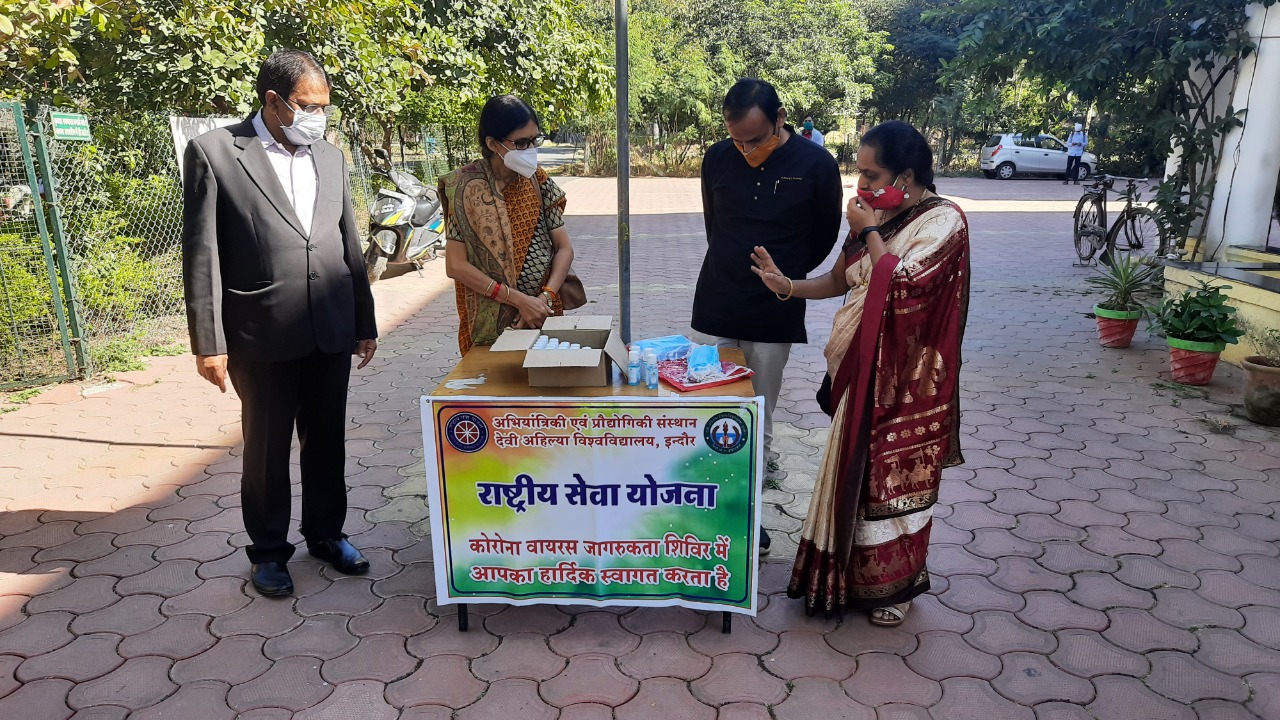 अभियांत्रिकी एवं प्रौद्योगिकी संस्थान
देवी अहिल्या विश्वविद्यालय, इन्दौर
राष्ट्रीय सेवा योजना
कोरोना वायरस जागरुकता शिविर में
आपका हार्दिक स्वागत करता है